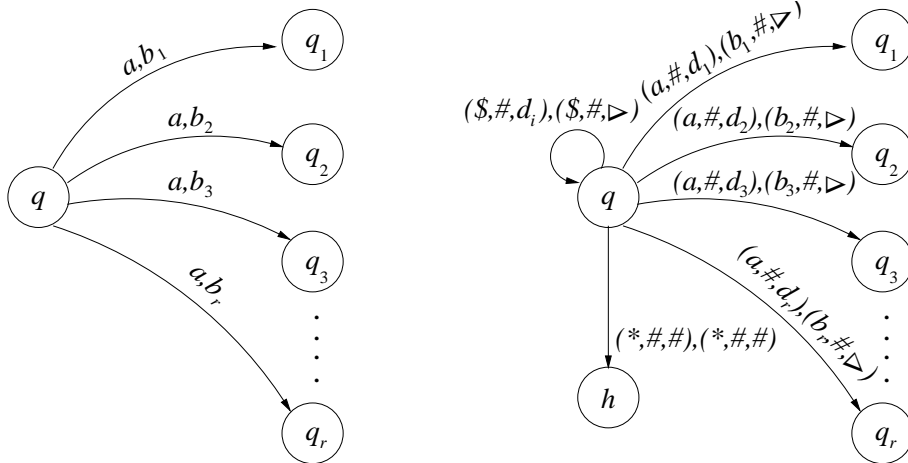 q
a,b₁
a,b₂
a,b₃
a,bᵣ
q₁
q₂
q₃
qᵣ
($,#,dᵢ),($,#,▷)
q
(a,#,d₁),(b₁,#,▷)
(a,#,d₂),(b₂,#,▷)
(a,#,d₃),(b₃,#,▷)
(a,#,dᵣ),(bᵣ,#,▷)
(*,#,#),(*,#,#)
h
q₁
q₂
q₃
qᵣ